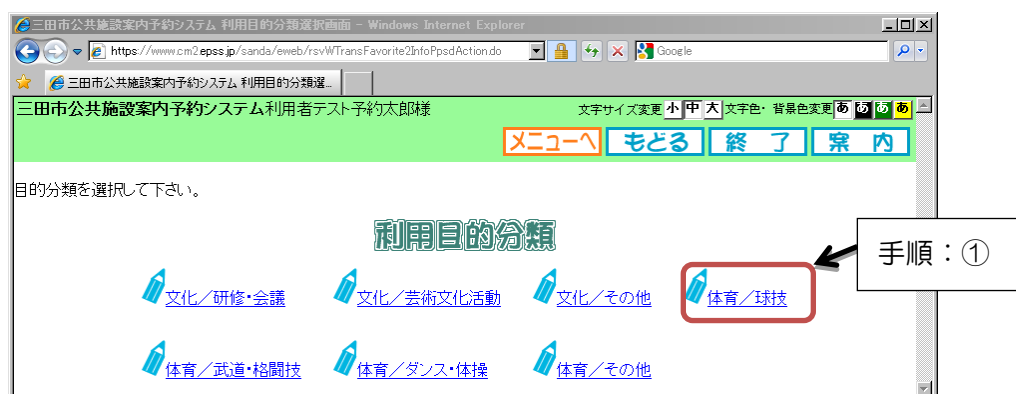 三田市公共施設案内予約システム 利用目的分類選択画面 - Windows Internet Explorer
https://www.cm2.epss.jp/sanda/eweb/rsvWTransFavorite2InfoPpsdAction.do
Google
三田市公共施設案内予約システム 利用目的分類選...
三田市公共施設案内予約システム利用者テスト予約太郎様
文字サイズ変更 小 中 大 文字色・背景色変更 あ あ あ あ
メニューへ もどる 終了 案内
目的分類を選択して下さい。
利用目的分類
手順：①
文化／研修・会議 文化／芸術文化活動 文化／その他 体育／球技
体育／武道・格闘技 体育／ダンス・体操 体育／その他